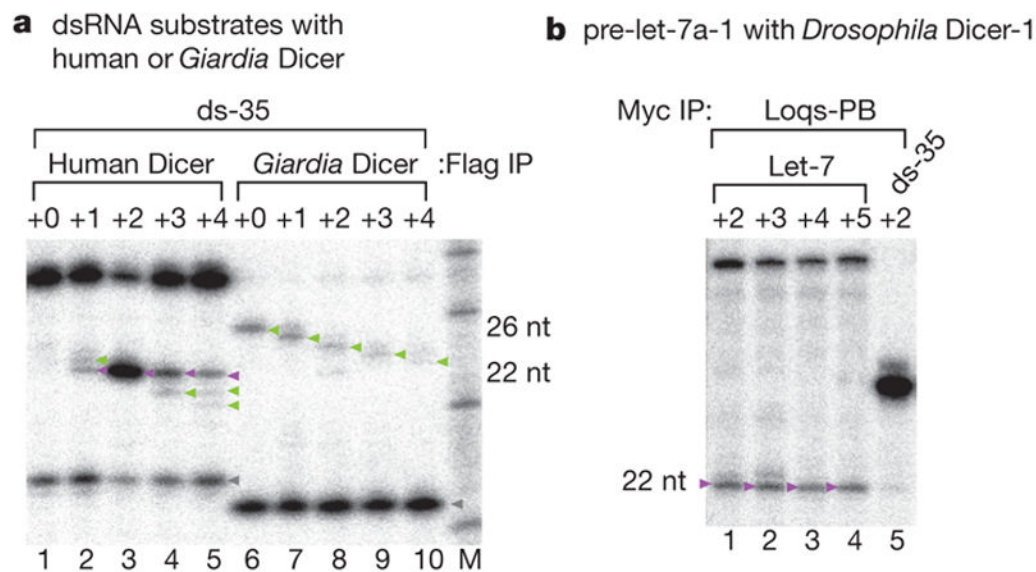 a dsRNA substrates with
human or Giardia Dicer
ds-35
Human Dicer Giardia Dicer :Flag IP
+0 +1 +2 +3 +4 +0 +1 +2 +3 +4
26 nt
22 nt
1 2 3 4 5 6 7 8 9 10 M
b pre-let-7a-1 with Drosophila Dicer-1
Myc IP: Loqs-PB
Let-7 ds-35
+2 +3 +4 +5 +2
22 nt
1 2 3 4 5